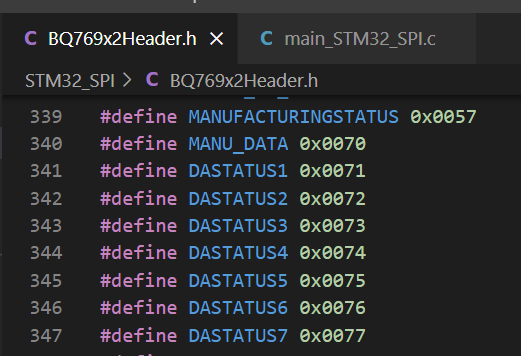 BQ769x2Header.h
main_STM32_SPI.c
STM32_SPI > C BQ769x2Header.h
339 #define MANUFACTURINGSTATUS 0x0057
340 #define MANU_DATA 0x0070
341 #define DASTATUS1 0x0071
342 #define DASTATUS2 0x0072
343 #define DASTATUS3 0x0073
344 #define DASTATUS4 0x0074
345 #define DASTATUS5 0x0075
346 #define DASTATUS6 0x0076
347 #define DASTATUS7 0x0077